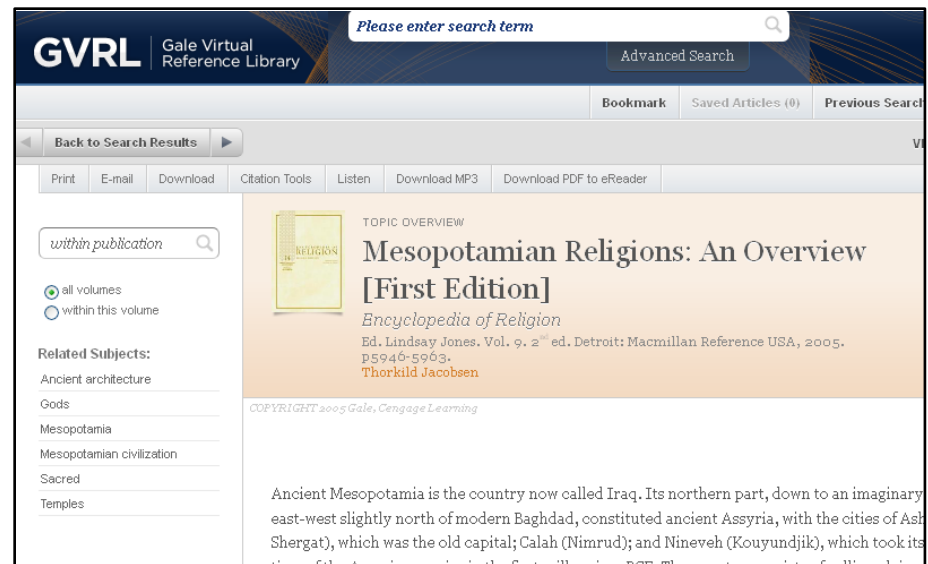 Please enter search term
GVRL
Gale Virtual
Reference Library
Advanced Search
Bookmark Saved Articles (0) Previous Search
Back to Search Results
Print E-mail Download Citation Tools Listen Download MP3 Download PDF to eReader
within publication
all volumes
within this volume
Related Subjects:
Ancient architecture
Gods
Mesopotamia
Mesopotamian civilization
Sacred
Temples
RELIGION
TOPIC OVERVIEW
Mesopotamian Religions: An Overview
[First Edition]
Encyclopedia of Religion
Ed. Lindsay Jones. Vol. 9. 2nd ed. Detroit: Macmillan Reference USA, 2005.
p5946-5963.
Thorkild Jacobsen
COPYRIGHT 2005 Gale, Cengage Learning
Ancient Mesopotamia is the country now called Iraq. Its northern part, down to an imaginary
east-west slightly north of modern Baghdad, constituted ancient Assyria, with the cities of Ash
Shergat), which was the old capital; Calah (Nimrud); and Nineveh (Kouyundjik), which took its